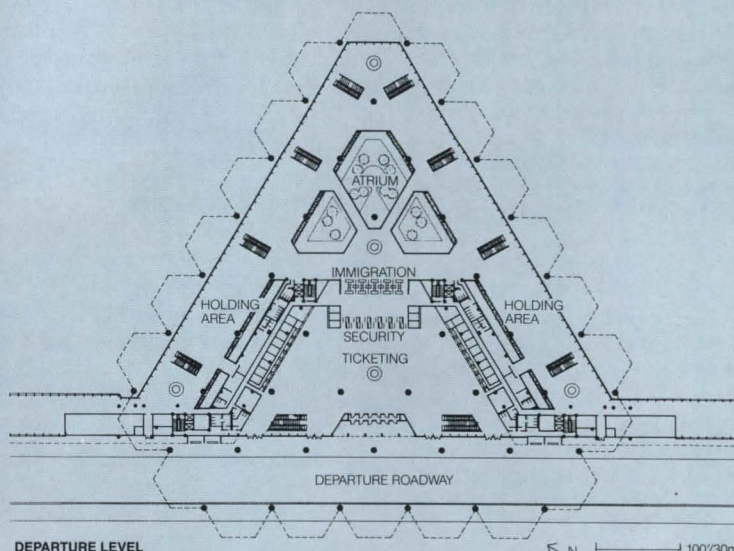 ATRIUM
IMMIGRATION
HOLDING
AREA
HOLDING
AREA
SECURITY
TICKETING
DEPARTURE ROADWAY
DEPARTURE LEVEL
N
100'/30m